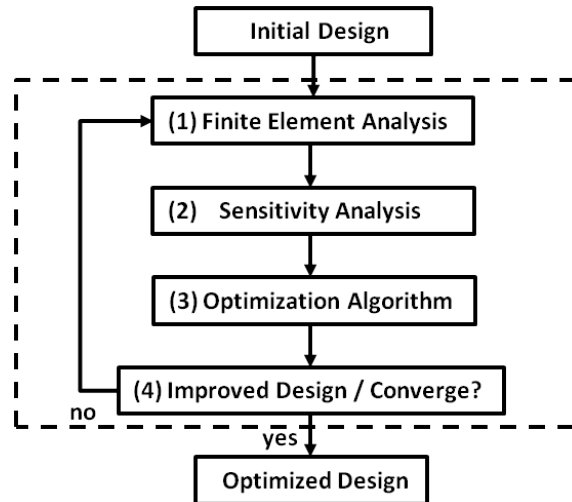 Initial Design
(1) Finite Element Analysis
(2) Sensitivity Analysis
(3) Optimization Algorithm
(4) Improved Design / Converge?
no
yes
Optimized Design